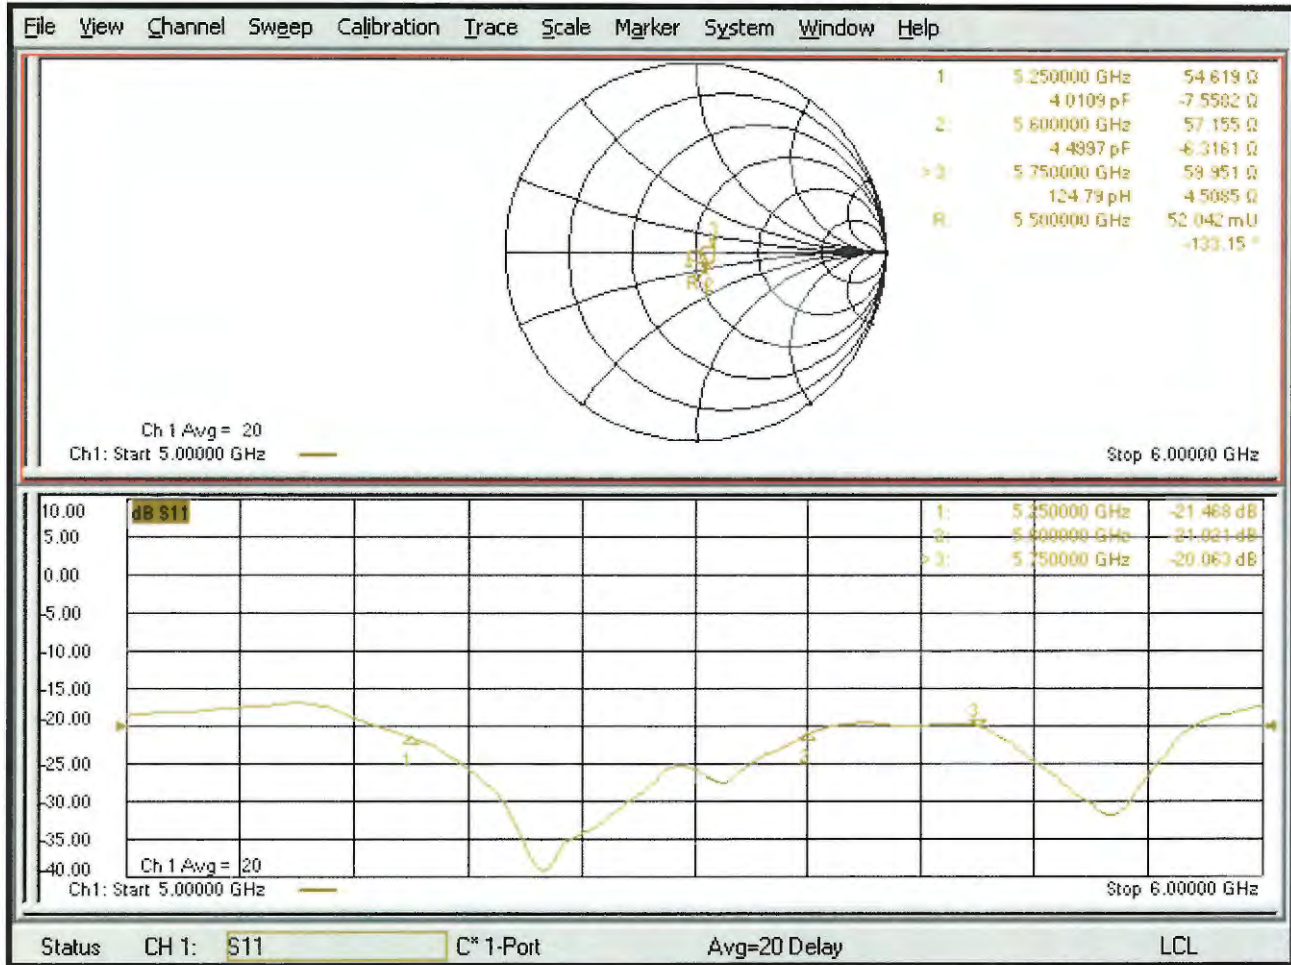 File View Channel Sweep Calibration Trace Scale Marker System Window Help
1: 5.250000 GHz 54.619 Ω
4.0109 pF -7.5582 Ω
2: 5.600000 GHz 57.155 Ω
4.4997 pF -6.3161 Ω
> 3: 5.750000 GHz 59.951 Ω
124.79 pH 4.5085 Ω
R: 5.500000 GHz 52.042 mU
-133.15 °
R 2
Ch 1 Avg = 20
Ch1: Start 5.00000 GHz Stop 6.00000 GHz
10.00 dB S11 1: 5.250000 GHz -21.468 dB
5.00 2: 5.600000 GHz -21.021 dB
0.00 > 3: 5.750000 GHz -20.063 dB
-5.00
-10.00
-15.00
-20.00 3
-25.00 1 2
-30.00
-35.00
-40.00 Ch 1 Avg = 20
Ch1: Start 5.00000 GHz Stop 6.00000 GHz
Status CH 1: S11 C* 1-Port Avg=20 Delay LCL